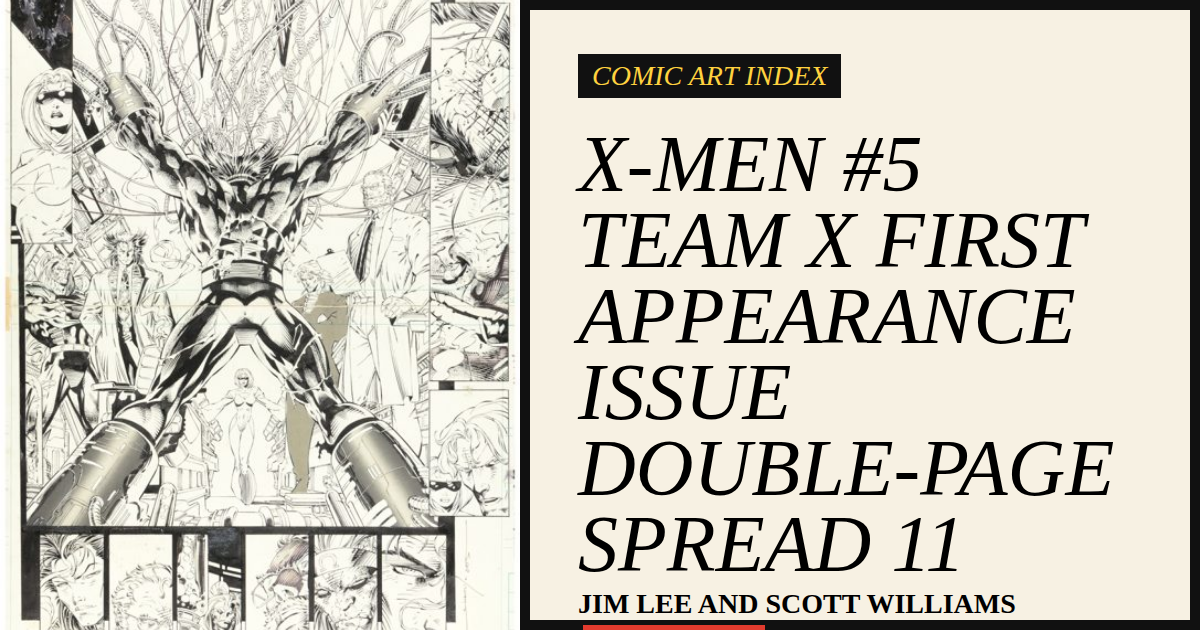 COMIC ART INDEX
X-MEN #5
TEAM X FIRST
APPEARANCE
ISSUE
DOUBLE-PAGE
SPREAD 11
JIM LEE AND SCOTT WILLIAMS